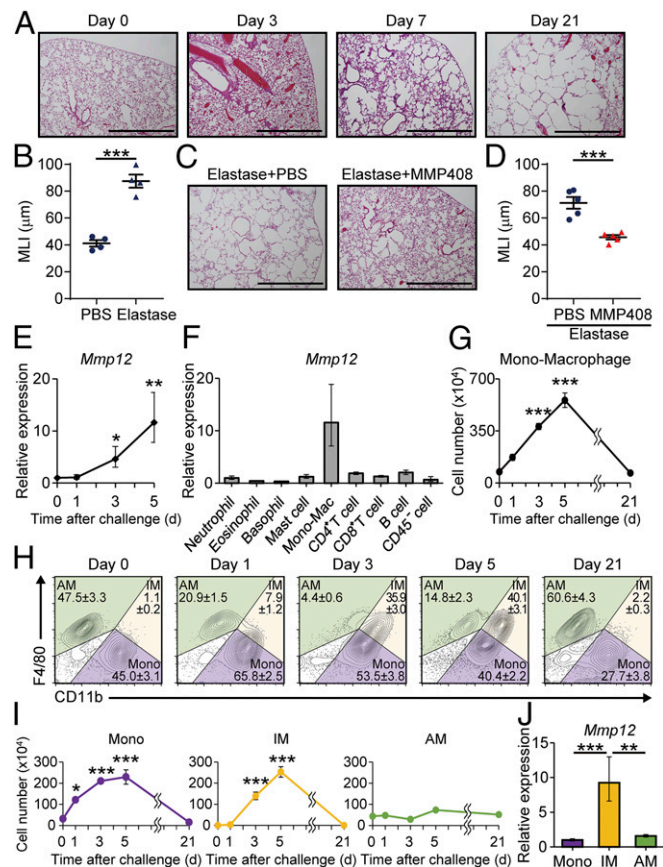 A
Day 0
Day 3
Day 7
Day 21
B
***
100
80
60
40
20
0
MLI (μm)
PBS Elastase
C
Elastase+PBS
Elastase+MMP408
D
***
100
80
60
40
20
0
MLI (μm)
PBS MMP408
Elastase
E
Mmp12
Relative expression
20
10
0
*
**
0 1 3 5
Time after challenge (d)
F
Mmp12
Relative expression
20
10
0
Neutrophil
Eosinophil
Basophil
Mast cell
Mono-Mac
CD4⁺T cell
CD8⁺T cell
B cell
CD45⁻ cell
G
Mono-Macrophage
Cell number (x10⁴)
700
350
0
***
***
0 1 3 5 21
Time after challenge (d)
H
Day 0
Day 1
Day 3
Day 5
Day 21
F4/80
CD11b
AM
47.5±3.3
IM
1.1
±0.2
Mono
45.0±3.1
AM
20.9±1.5
IM
7.9
±1.2
Mono
65.8±2.5
AM
4.4±0.6
IM
35.9
±3.0
Mono
53.5±3.8
AM
14.8±2.3
IM
40.1
±3.1
Mono
40.4±2.2
AM
60.6±4.3
IM
2.2
±0.3
Mono
27.7±3.8
I
Mono
Cell number (x10⁴)
300
200
100
0
*
***
***
0 1 3 5 21
Time after challenge (d)
IM
300
200
100
0
***
***
0 1 3 5 21
Time after challenge (d)
AM
300
200
100
0
0 1 3 5 21
Time after challenge (d)
J
Mmp12
Relative expression
15
10
5
0
***
**
Mono IM AM